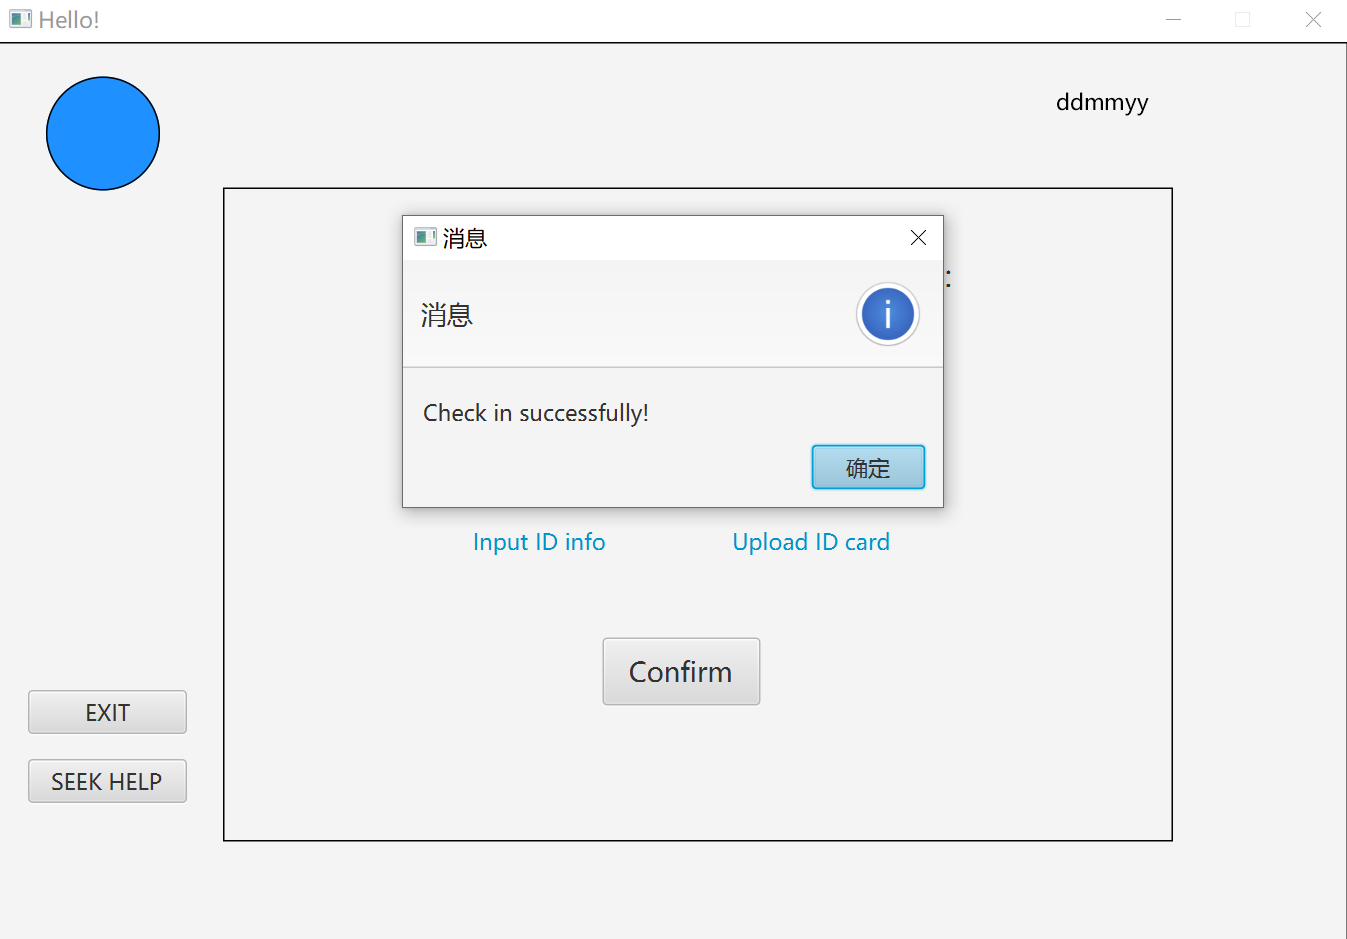 Hello!
ddmmyy
消息
:
消息
i
Check in successfully!
确定
Input ID info
Upload ID card
Confirm
EXIT
SEEK HELP